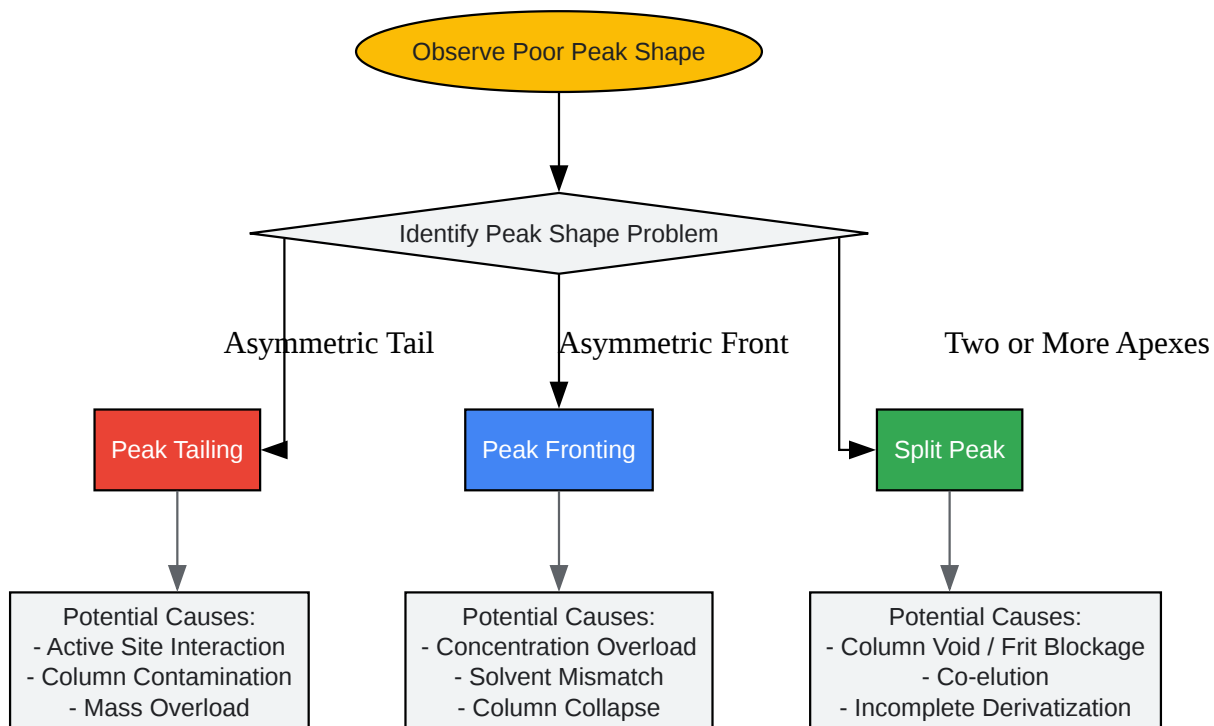 Observe Poor Peak Shape
Identify Peak Shape Problem
Asymmetric Tail
Asymmetric Front
Two or More Apexes
Peak Tailing
Peak Fronting
Split Peak
Potential Causes:
- Active Site Interaction
- Column Contamination
- Mass Overload
Potential Causes:
- Concentration Overload
- Solvent Mismatch
- Column Collapse
Potential Causes:
- Column Void / Frit Blockage
- Co-elution
- Incomplete Derivatization